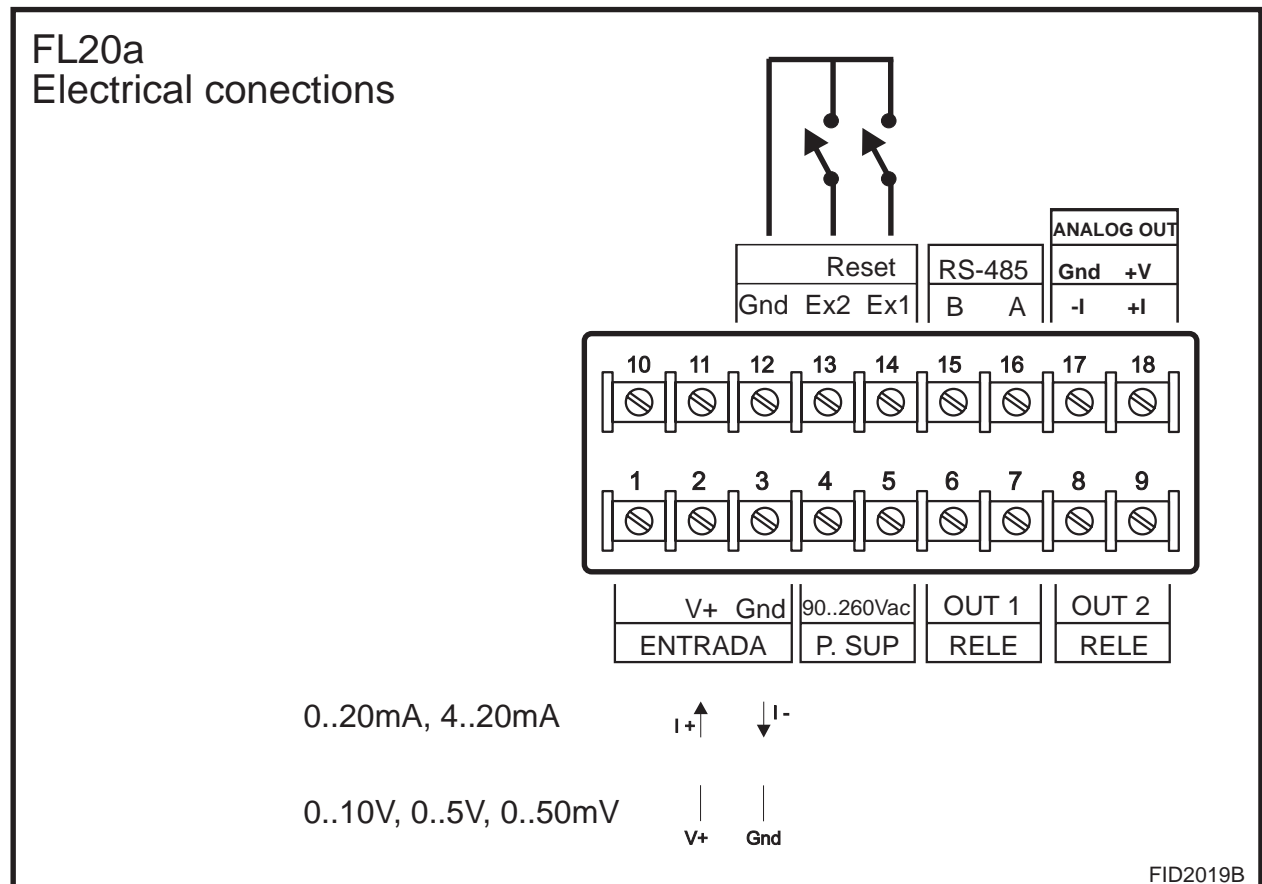 FL20a
Electrical conections
ANALOG OUT
Reset
RS-485
Gnd +V
Gnd Ex2 Ex1
B A
-I +I
10 11 12 13 14 15 16 17 18
1 2 3 4 5 6 7 8 9
V+ Gnd
90..260Vac
OUT 1
OUT 2
ENTRADA
P. SUP
RELE
RELE
0..20mA, 4..20mA
I + I -
0..10V, 0..5V, 0..50mV
V+ Gnd
FID2019B